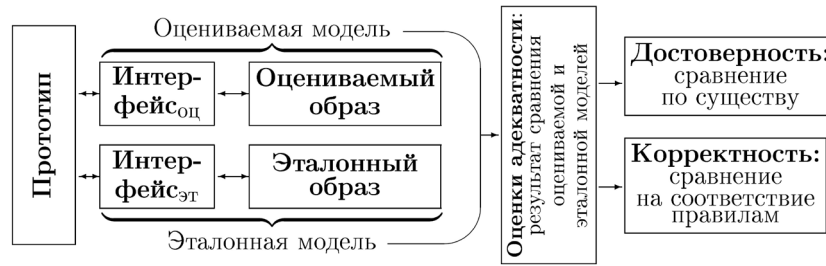 Оцениваемая модель
Прототип
Интер-
фейсоц
Оцениваемый
образ
Интер-
фейсэт
Эталонный
образ
Эталонная модель
Оценки адекватности:
результат сравнения
оцениваемой и
эталонной моделей
Достоверность:
сравнение
по существу
Корректность:
сравнение
на соответствие
правилам